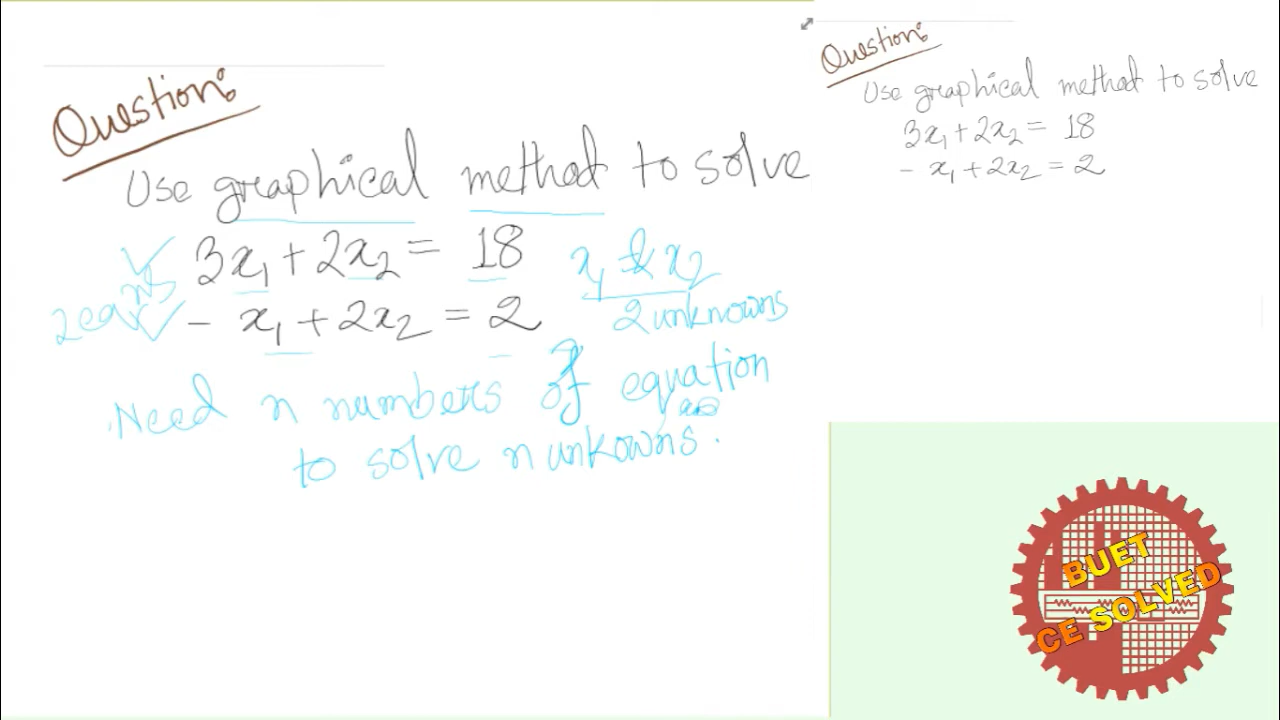 Question:
Use graphical method to solve
3x₁ + 2x₂ = 18
- x₁ + 2x₂ = 2
x₁ & x₂
2 unknowns
2 eqns
Need n numbers of equation
to solve n unkowns.
Question:
Use graphical method to solve
3x₁ + 2x₂ = 18
- x₁ + 2x₂ = 2
BUET
CE SOLVED